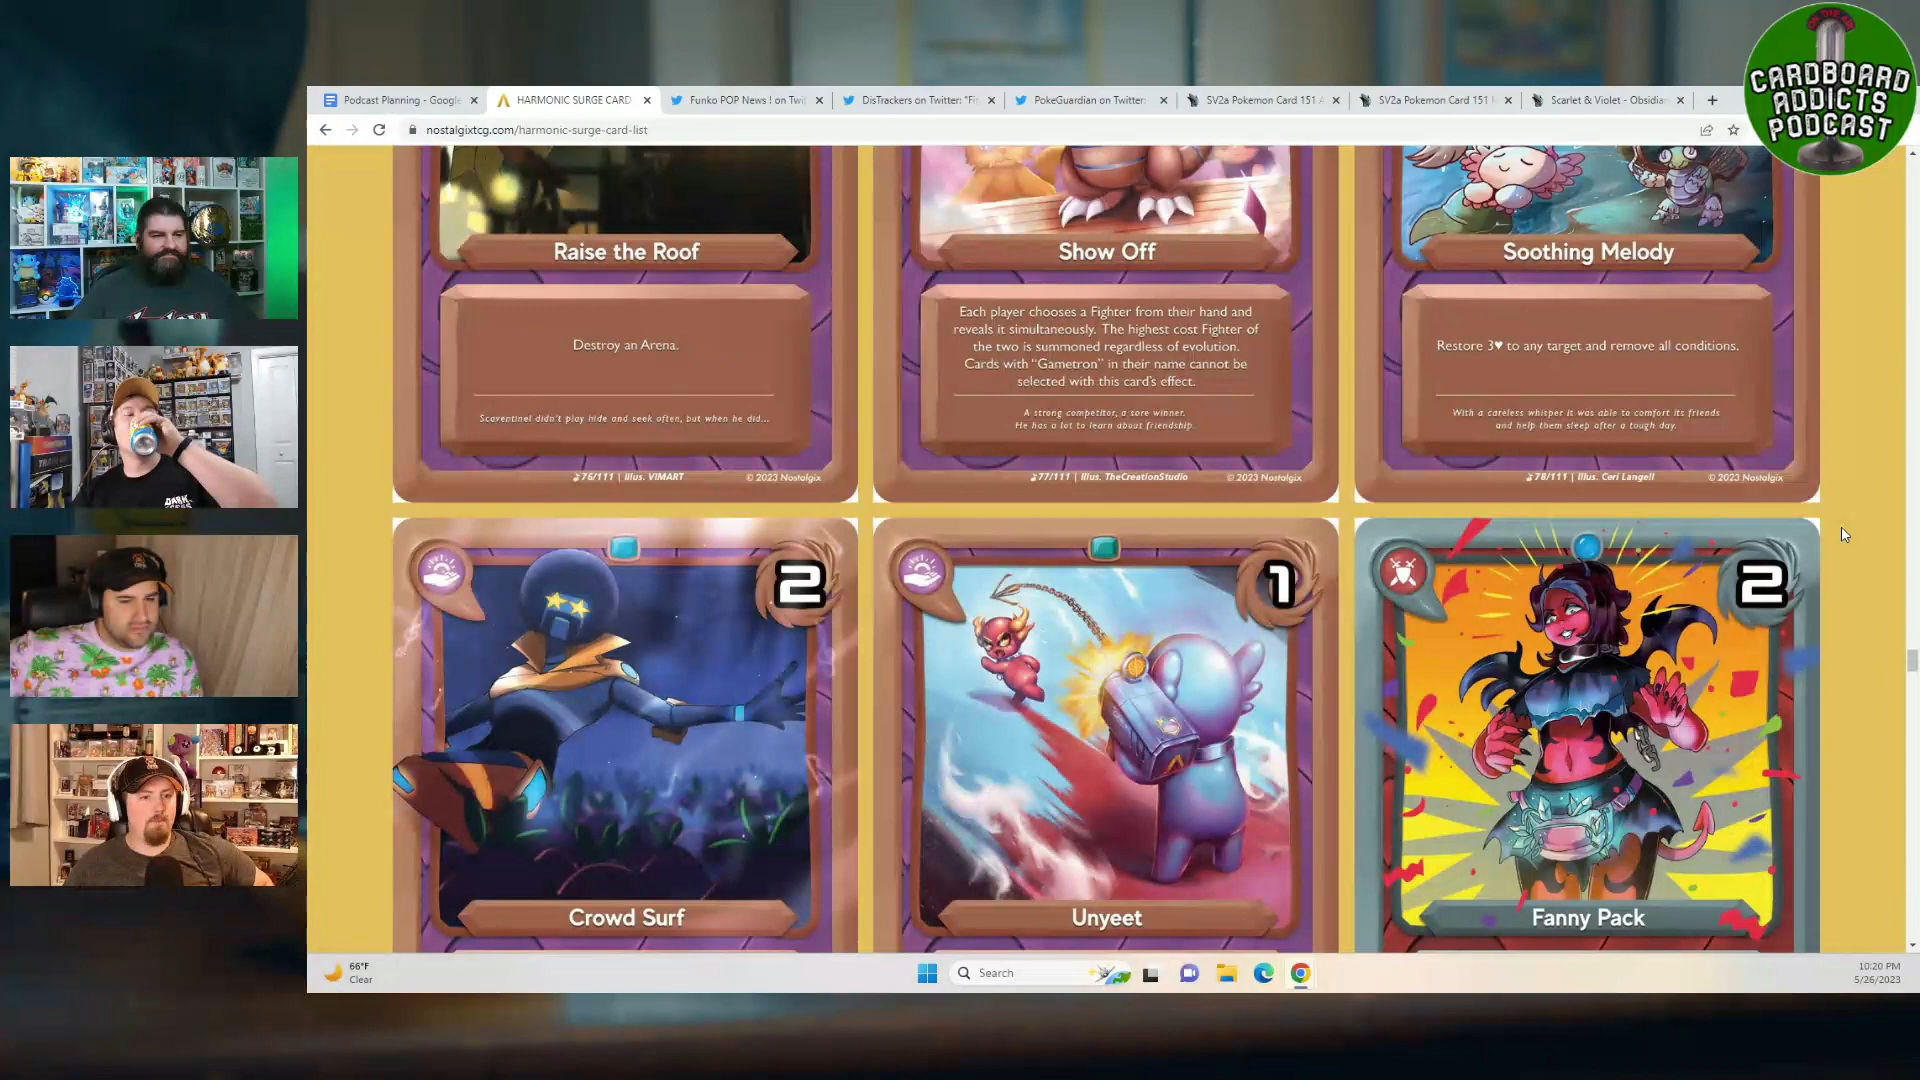 ON THE AIR
CARDBOARD
ADDICTS
PODCAST
Podcast Planning - Google
HARMONIC SURGE CARD
Funko POP News ! on Twi
DisTrackers on Twitter: "Fi
PokeGuardian on Twitter:
SV2a Pokemon Card 151
SV2a Pokemon Card 151
Scarlet & Violet - Obsidia
nostalgixtcg.com/harmonic-surge-card-list
Raise the Roof
Destroy an Arena.
Scaventinel didn't play hide and seek often, but when he did...
76/111 | Illus. VIMART
© 2023 Nostalgix
Show Off
Each player chooses a Fighter from their hand and
reveals it simultaneously. The highest cost Fighter of
the two is summoned regardless of evolution.
Cards with "Gametron" in their name cannot be
selected with this card's effect.
A strong competitor, a sore winner.
He has a lot to learn about friendship.
77/111 | Illus. TheCreationStudio
© 2023 Nostalgix
Soothing Melody
Restore 3♥ to any target and remove all conditions.
With a careless whisper it was able to comfort its friends
and help them sleep after a tough day.
78/111 | Illus. Ceri Langell
© 2023 Nostalgix
2
Crowd Surf
1
Unyeet
2
Fanny Pack
DARK
66°F
Clear
Search
10:20 PM
5/26/2023